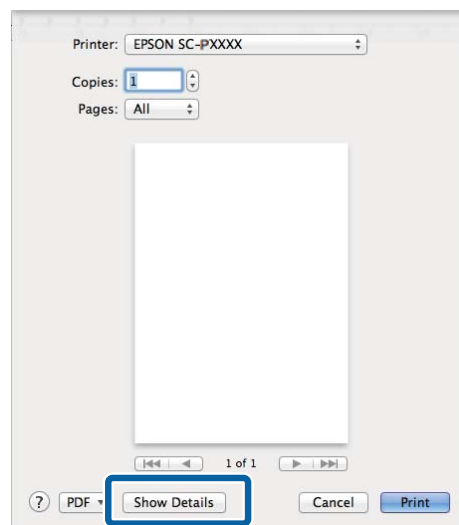 Printer: EPSON SC-PXXXX
Copies: 1
Pages: All
1 of 1
? PDF Show Details Cancel Print